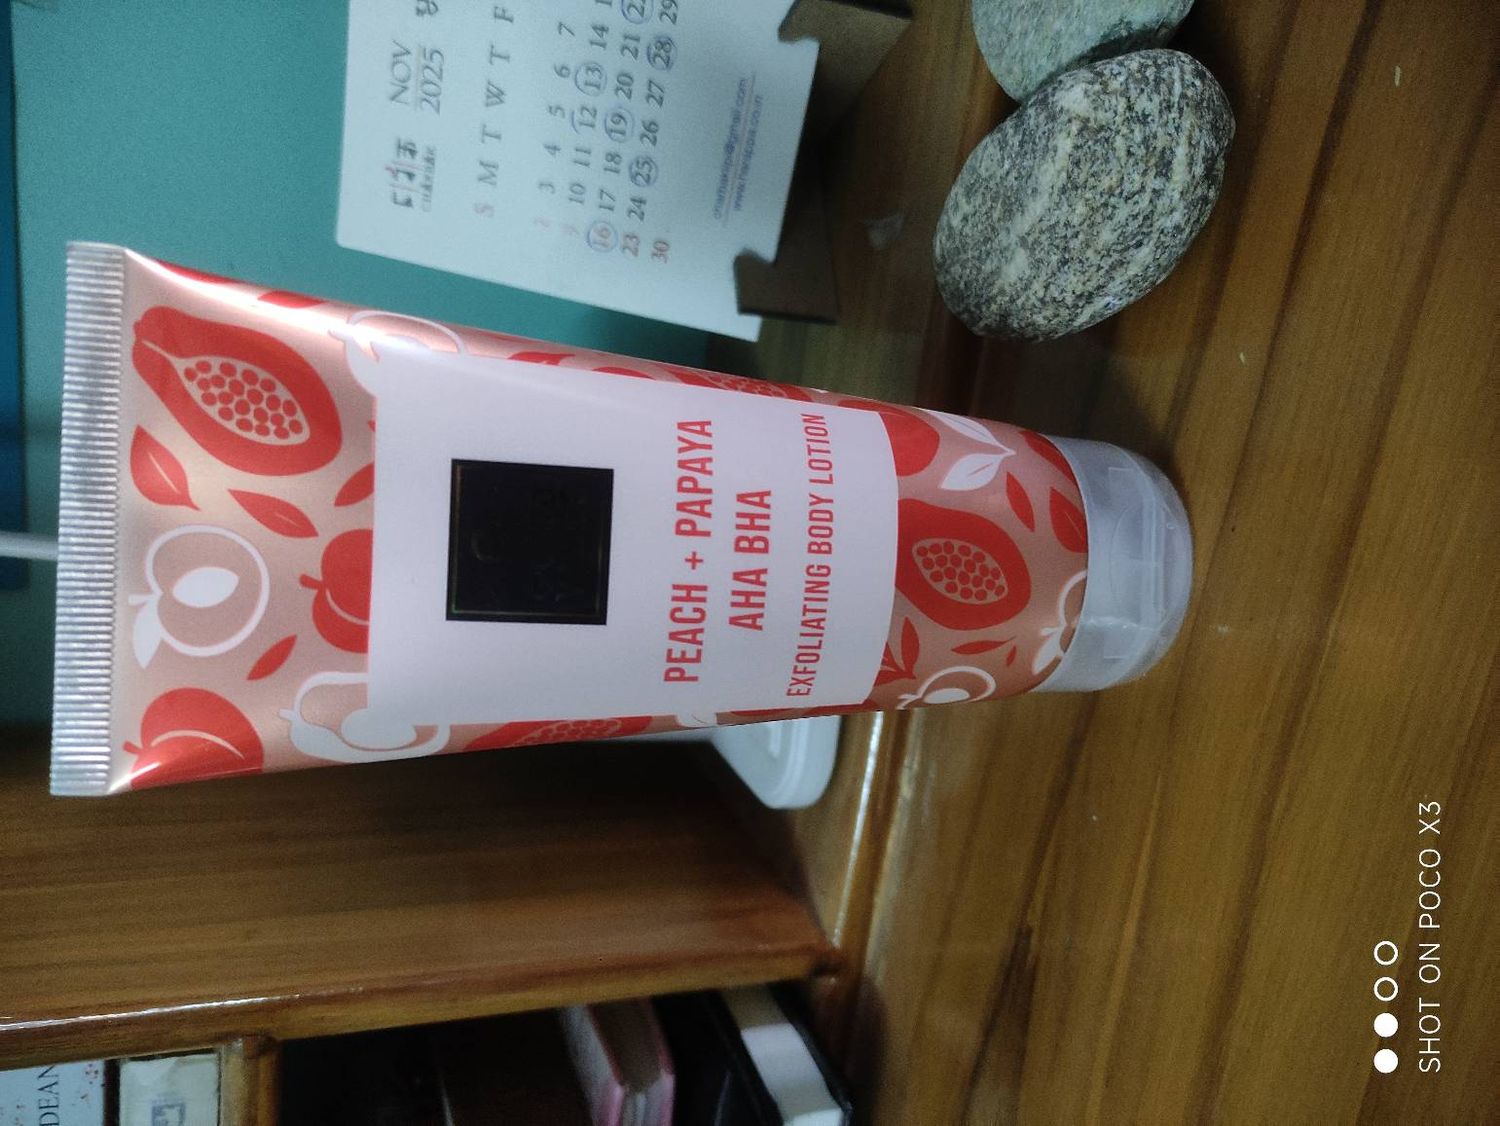 PEACH + PAPAYA
AHA BHA
EXFOLIATING BODY LOTION
NOV
2025
S M T W T F
2 3 4 5 6 7
9 10 11 12 13 14
16 17 18 19 20 21 22
23 24 25 26 27 28 29
30
DEAN
SHOT ON POCO X3